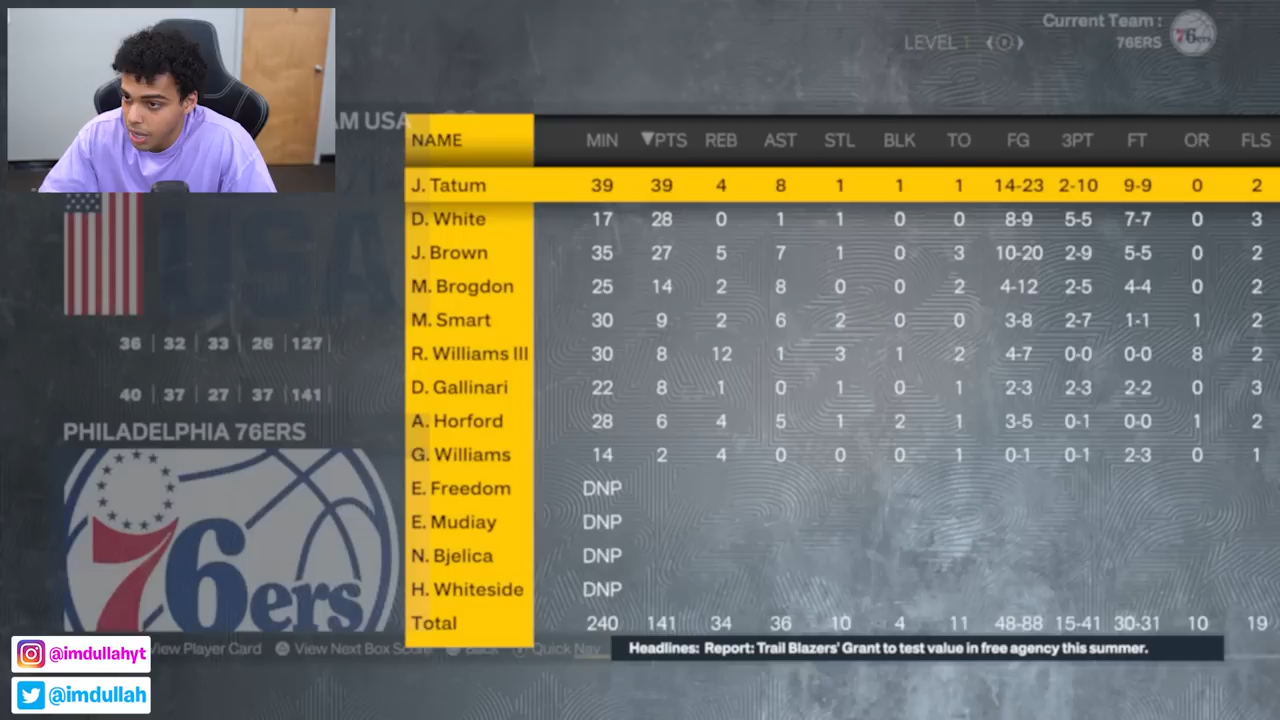 Current Team :
LEVEL 1 76ERS 76ers
M USA
USA
36 | 32 | 33 | 26 | 127 |
40 | 37 | 27 | 37 | 141 |
PHILADELPHIA 76ERS
76ers
NAME MIN ▼PTS REB AST STL BLK TO FG 3PT FT OR FLS
J. Tatum 39 39 4 8 1 1 1 14-23 2-10 9-9 0 2
D. White 17 28 0 1 1 0 0 8-9 5-5 7-7 0 3
J. Brown 35 27 5 7 1 0 3 10-20 2-9 5-5 0 2
M. Brogdon 25 14 2 8 0 0 2 4-12 2-5 4-4 0 2
M. Smart 30 9 2 6 2 0 0 3-8 2-7 1-1 1 2
R. Williams III 30 8 12 1 3 1 2 4-7 0-0 0-0 8 2
D. Gallinari 22 8 1 0 1 0 1 2-3 2-3 2-2 0 3
A. Horford 28 6 4 5 1 2 1 3-5 0-1 0-0 1 2
G. Williams 14 2 4 0 0 0 1 0-1 0-1 2-3 0 1
E. Freedom DNP
E. Mudiay DNP
N. Bjelica DNP
H. Whiteside DNP
Total 240 141 34 36 10 4 11 48-88 15-41 30-31 10 19
View Player Card View Next Box Score Back Quick Nav
Headlines: Report: Trail Blazers' Grant to test value in free agency this summer.
@imdullahyt
@imdullah